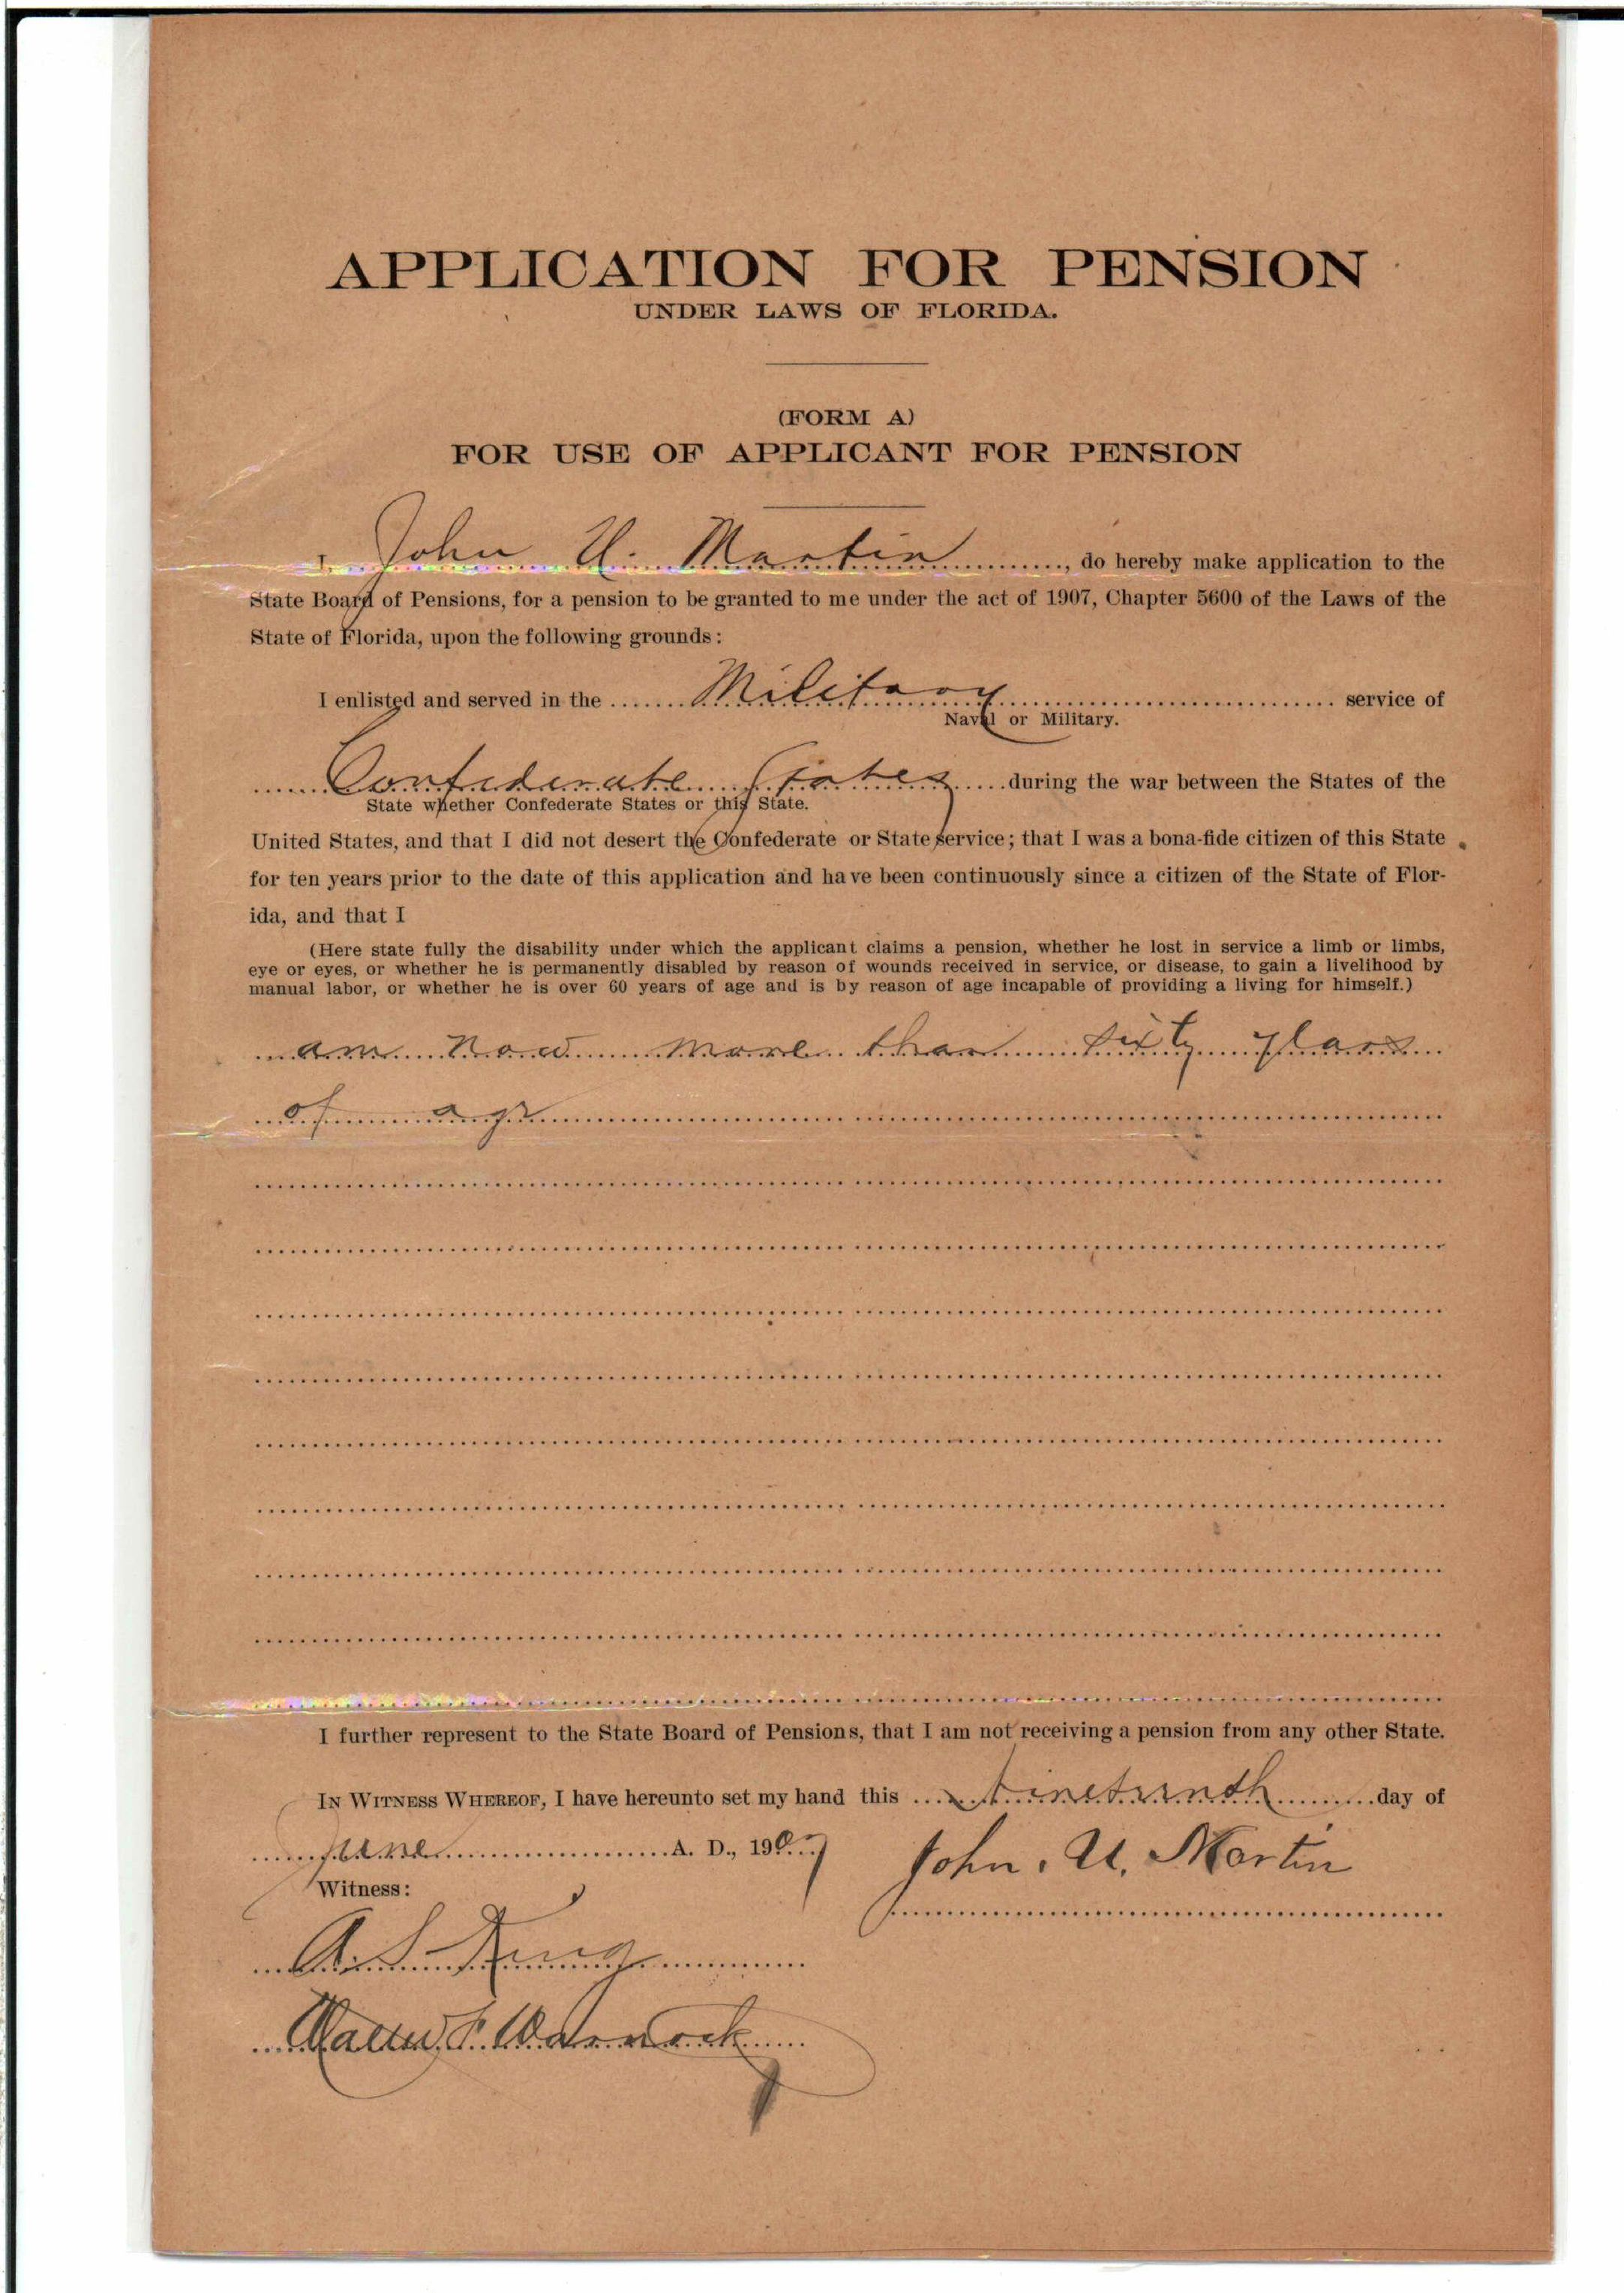 APPLICATION FOR PENSION
UNDER LAWS OF FLORIDA.
(FORM A)
FOR USE OF APPLICANT FOR PENSION
I, John U. Martin, do hereby make application to the
State Board of Pensions, for a pension to be granted to me under the act of 1907, Chapter 5600 of the Laws of the
State of Florida, upon the following grounds:
I enlisted and served in the Military service of
Naval or Military.
Confederate States during the war between the States of the
State whether Confederate States or this State.
United States, and that I did not desert the Confederate or State service; that I was a bona-fide citizen of this State
for ten years prior to the date of this application and have been continuously since a citizen of the State of Flor-
ida, and that I
(Here state fully the disability under which the applicant claims a pension, whether he lost in service a limb or limbs,
eye or eyes, or whether he is permanently disabled by reason of wounds received in service, or disease, to gain a livelihood by
manual labor, or whether he is over 60 years of age and is by reason of age incapable of providing a living for himself.)
am now more than sixty years
of age
I further represent to the State Board of Pensions, that I am not receiving a pension from any other State.
IN WITNESS WHEREOF, I have hereunto set my hand this nineteenth day of
June A. D., 1907
John. U. Martin
Witness:
A. S. King
Walter F. Warnock